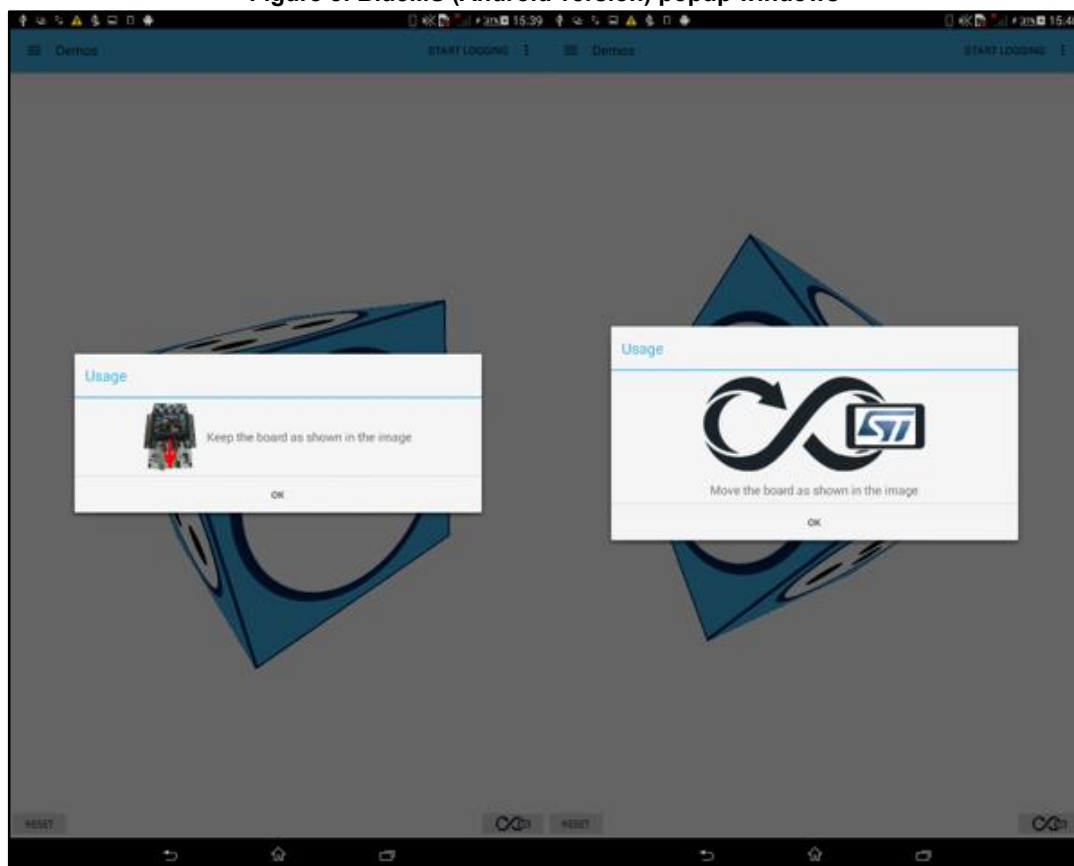 Demos
START LOGGING
15:39
Usage
Keep the board as shown in the image
OK
RESET
Demos
START LOGGING
Usage
ST
Move the board as shown in the image
OK
RESET